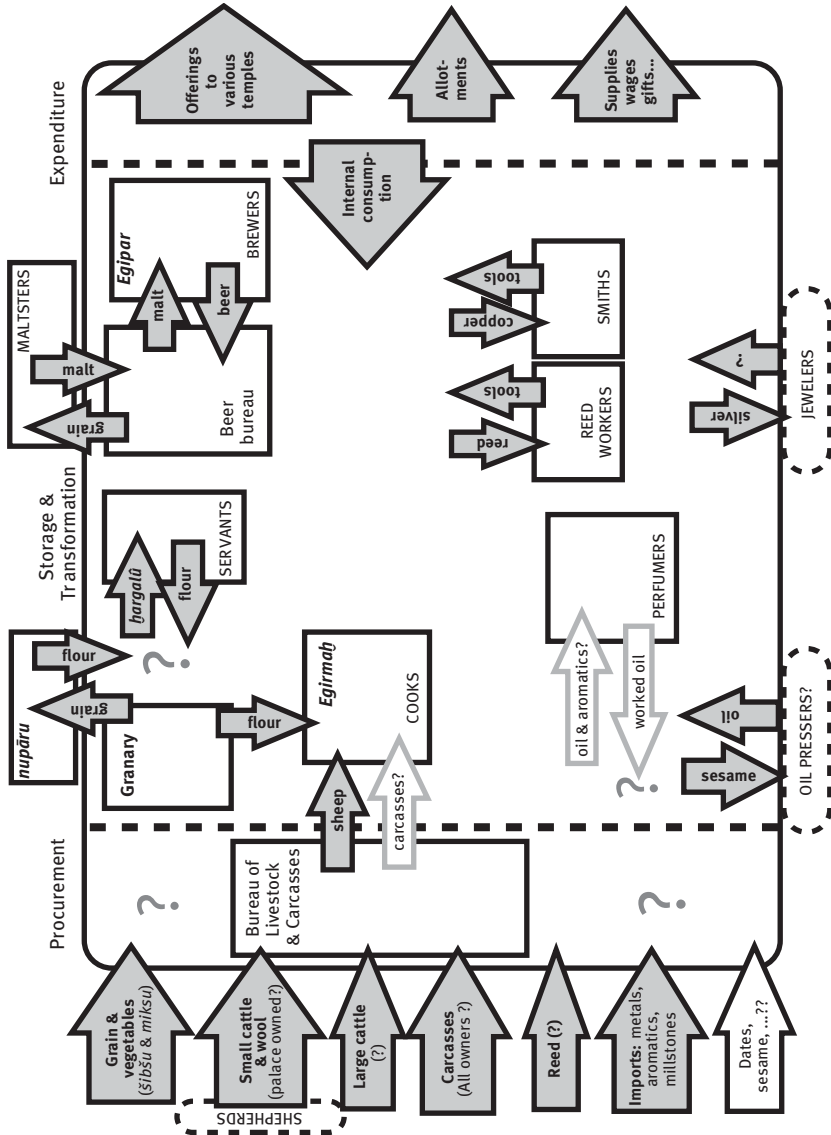 Procurement
Storage &
Transformation
Expenditure
nupāru
MALTSTERS
grain
flour
grain
malt
Grain &
vegetables
(šibšu & miksu)
?
Granary
?
ḫargalû
flour
SERVANTS
Beer
bureau
malt
beer
Egipar
BREWERS
Offerings
to
various
temples
SHEPHERDS
Small cattle
& wool
(palace owned?)
Bureau of
Livestock
& Carcasses
flour
sheep
carcasses?
Egirmaḫ
COOKS
Internal
consump-
tion
Large cattle
(?)
Carcasses
(All owners ?)
Allot-
ments
reed
tools
copper
tools
REED
WORKERS
SMITHS
Reed (?)
oil & aromatics?
worked oil
?
PERFUMERS
Supplies
wages
gifts...
Imports: metals,
aromatics,
millstones
?
sesame
oil
silver
?
Dates,
sesame, ...??
OIL PRESSERS?
JEWELERS